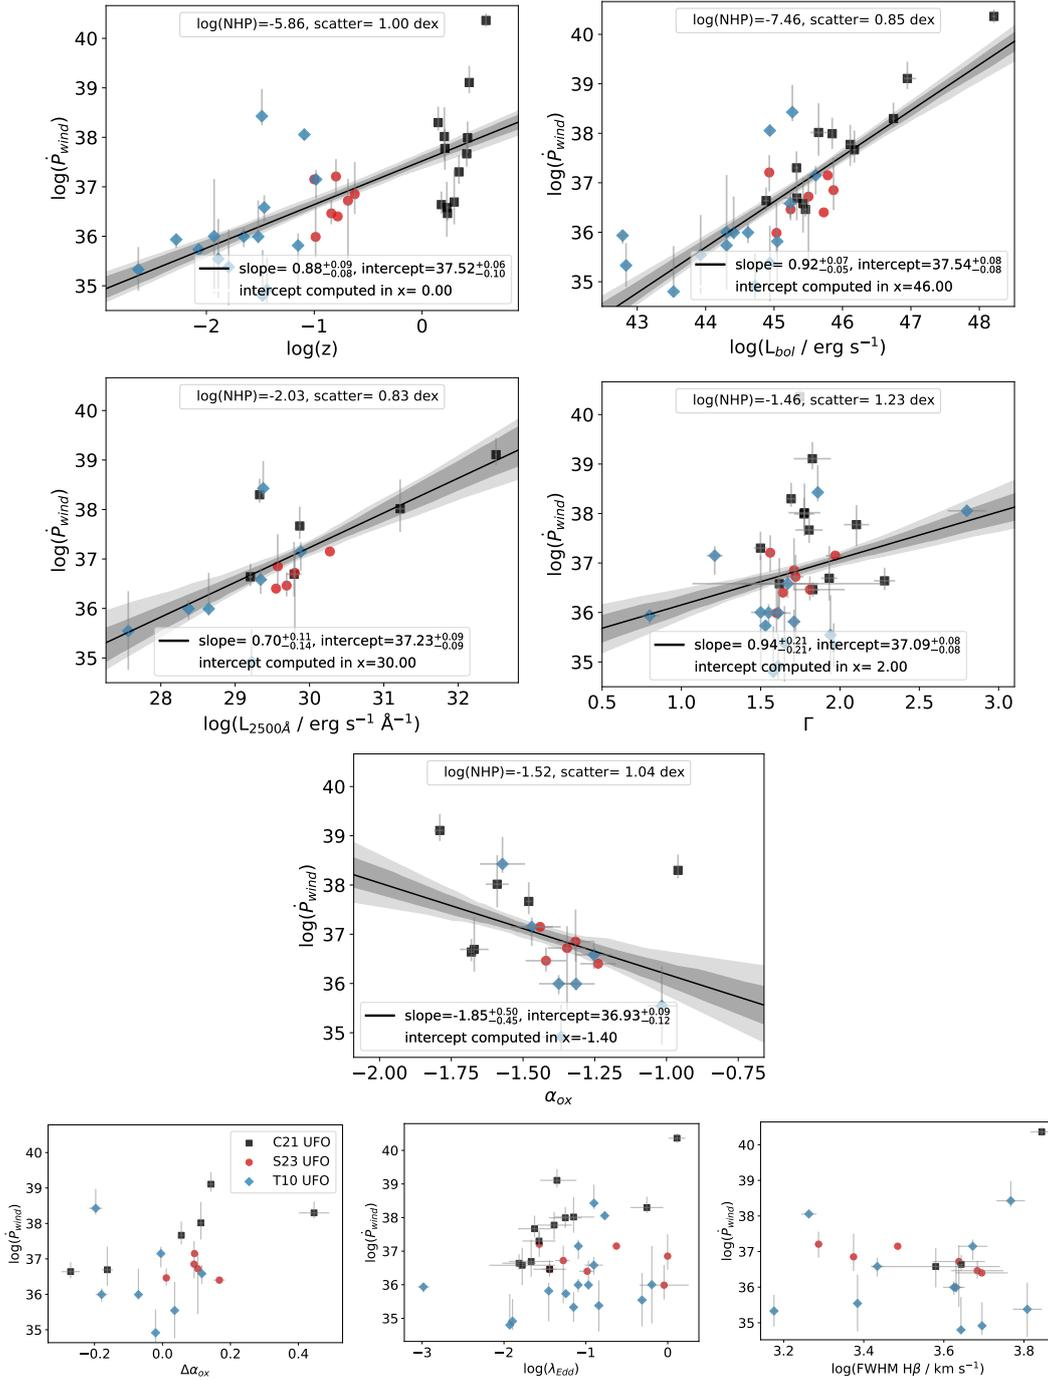 log(NHP)=-5.86, scatter= 1.00 dex
40
39
38
37
36
35
log(Ṗwind)
slope= 0.88+0.09−0.08, intercept=37.52+0.06−0.10
intercept computed in x= 0.00
−2 −1 0
log(z)
log(NHP)=-7.46, scatter= 0.85 dex
40
39
38
37
36
35
log(Ṗwind)
slope= 0.92+0.07−0.05, intercept=37.54+0.08−0.08
intercept computed in x=46.00
43 44 45 46 47 48
log(Lbol / erg s−1)
log(NHP)=-2.03, scatter= 0.83 dex
40
39
38
37
36
35
log(Ṗwind)
slope= 0.70+0.11−0.14, intercept=37.23+0.09−0.09
intercept computed in x=30.00
28 29 30 31 32
log(L2500Å / erg s−1 Å−1)
log(NHP)=-1.46, scatter= 1.23 dex
40
39
38
37
36
35
log(Ṗwind)
slope= 0.94+0.21−0.21, intercept=37.09+0.08−0.08
intercept computed in x= 2.00
0.5 1.0 1.5 2.0 2.5 3.0
Γ
log(NHP)=-1.52, scatter= 1.04 dex
40
39
38
37
36
35
log(Ṗwind)
slope=-1.85+0.50−0.45, intercept=36.93+0.09−0.12
intercept computed in x=-1.40
−2.00 −1.75 −1.50 −1.25 −1.00 −0.75
αox
C21 UFO
S23 UFO
T10 UFO
40
39
38
37
36
35
log(Ṗwind)
−0.2 0.0 0.2 0.4
Δαox
40
39
38
37
36
35
log(Ṗwind)
−3 −2 −1 0
log(λEdd)
40
39
38
37
36
35
log(Ṗwind)
3.2 3.4 3.6 3.8
log(FWHM Hβ / km s−1)